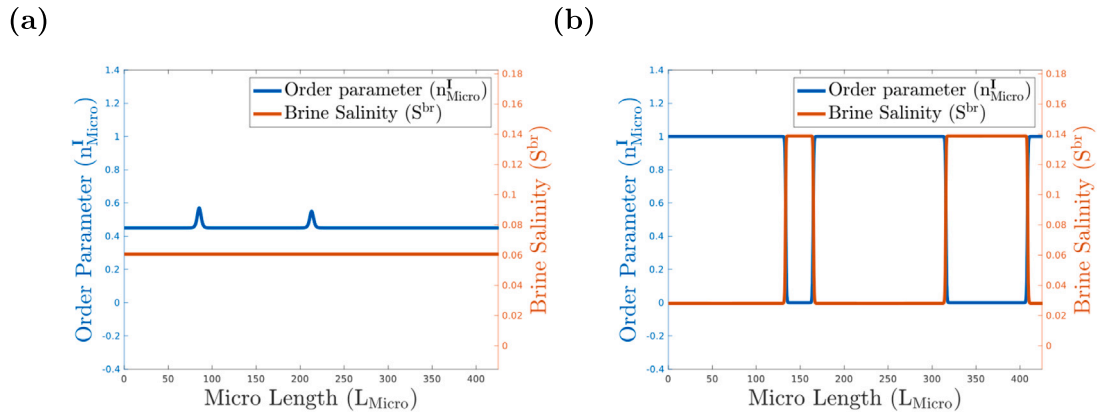 (a)
Order parameter (n^I_Micro)
Brine Salinity (S^br)
Order Parameter (n^I_Micro)
1.4
1.2
1
0.8
0.6
0.4
0.2
0
-0.2
-0.4
0.18
0.16
0.14
0.12
0.1
0.08
0.06
0.04
0.02
0
Brine Salinity (S^br)
0 50 100 150 200 250 300 350 400
Micro Length (L_Micro)
(b)
Order parameter (n^I_Micro)
Brine Salinity (S^br)
Order Parameter (n^I_Micro)
1.4
1.2
1
0.8
0.6
0.4
0.2
0
-0.2
-0.4
0.18
0.16
0.14
0.12
0.1
0.08
0.06
0.04
0.02
0
Brine Salinity (S^br)
0 50 100 150 200 250 300 350 400
Micro Length (L_Micro)